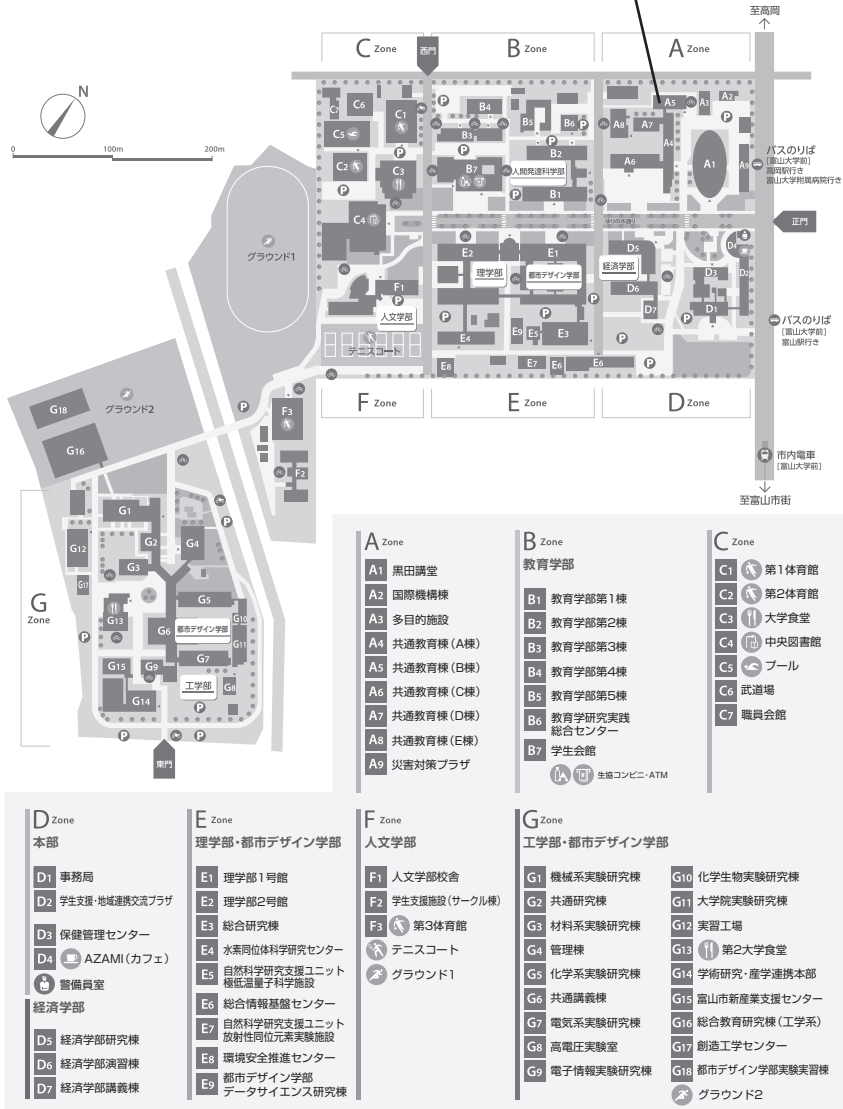 至高岡
C Zone
西門
B Zone
A Zone
N
0 100m 200m
C7
C6
C1
C5
C2
C3
C4
B4
B3
B5
B6
B2
B7
人間発達科学部
B1
A5
A3
A2
A8
A7
A4
A6
A1
A9
P
バスのりば
[富山大学前]
高岡駅行き
富山大学附属病院行き
正門
ゆりの木通り
グラウンド1
F1
人文学部
テニスコート
E2
E1
理学部
都市デザイン学部
経済学部
E9
E5
E3
E4
E8
E7
E6
E6
D5
D6
D7
D4
D3
D2
D1
バスのりば
[富山大学前]
富山駅行き
F Zone
E Zone
D Zone
市内電車
[富山大学前]
至富山市街
グラウンド2
G18
G16
F3
F2
G Zone
G1
G2
G4
G12
G3
G17
G5
G13
G6
都市デザイン学部
G10
G11
G7
G15
G9
G8
工学部
G14
東門
A Zone
A1 黒田講堂
A2 国際機構棟
A3 多目的施設
A4 共通教育棟(A棟)
A5 共通教育棟(B棟)
A6 共通教育棟(C棟)
A7 共通教育棟(D棟)
A8 共通教育棟(E棟)
A9 災害対策プラザ
B Zone
教育学部
B1 教育学部第1棟
B2 教育学部第2棟
B3 教育学部第3棟
B4 教育学部第4棟
B5 教育学部第5棟
B6 教育学研究実践
総合センター
B7 学生会館
生協コンビニ・ATM
C Zone
C1 第1体育館
C2 第2体育館
C3 大学食堂
C4 中央図書館
C5 プール
C6 武道場
C7 職員会館
D Zone
本部
D1 事務局
D2 学生支援・地域連携交流プラザ
D3 保健管理センター
D4 AZAMI(カフェ)
警備員室
経済学部
D5 経済学部研究棟
D6 経済学部演習棟
D7 経済学部講義棟
E Zone
理学部・都市デザイン学部
E1 理学部1号館
E2 理学部2号館
E3 総合研究棟
E4 水素同位体科学研究センター
E5 自然科学研究支援ユニット
極低温量子科学施設
E6 総合情報基盤センター
E7 自然科学研究支援ユニット
放射性同位元素実験施設
E8 環境安全推進センター
E9 都市デザイン学部
データサイエンス研究棟
F Zone
人文学部
F1 人文学部校舎
F2 学生支援施設(サークル棟)
F3 第3体育館
テニスコート
グラウンド1
G Zone
工学部・都市デザイン学部
G1 機械系実験研究棟
G2 共通研究棟
G3 材料系実験研究棟
G4 管理棟
G5 化学系実験研究棟
G6 共通講義棟
G7 電気系実験研究棟
G8 高電圧実験室
G9 電子情報実験研究棟
G10 化学生物実験研究棟
G11 大学院実験研究棟
G12 実習工場
G13 第2大学食堂
G14 学術研究・産学連携本部
G15 富山市新産業支援センター
G16 総合教育研究棟(工学系)
G17 創造工学センター
G18 都市デザイン学部実験実習棟
グラウンド2